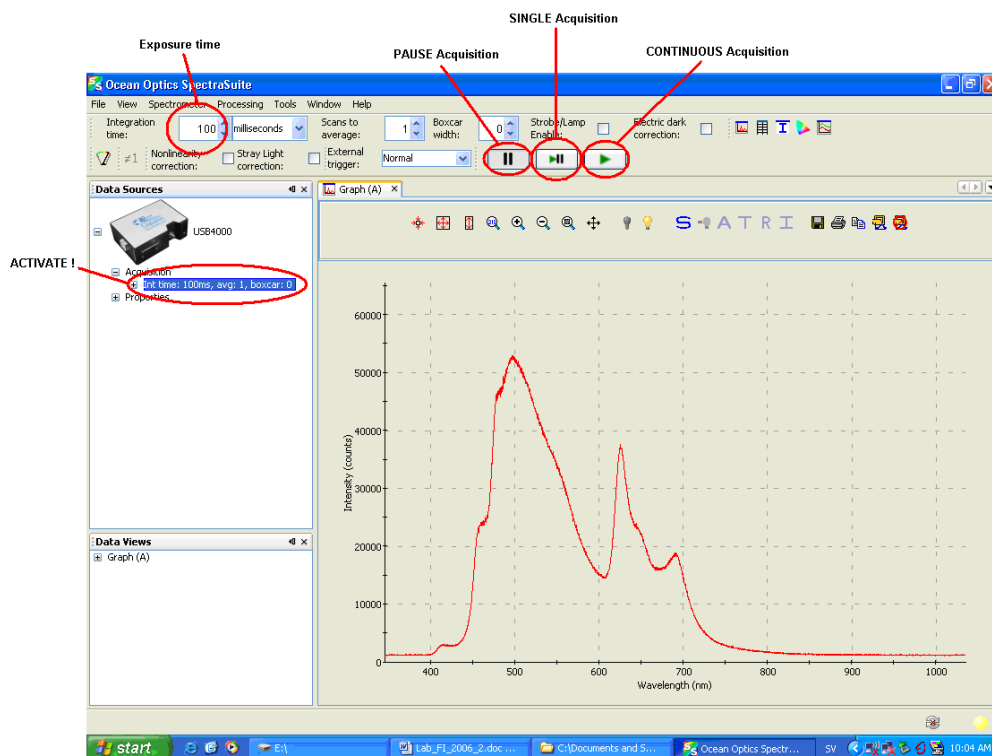 SINGLE Acquisition
Exposure time
PAUSE Acquisition
CONTINUOUS Acquisition
Ocean Optics SpectraSuite
File View Spectrometer Processing Tools Window Help
Integration time: 100 milliseconds Scans to average: 1 Boxcar width: 0 Strobe/Lamp Enable: Electric dark correction:
≠1 Nonlinearity correction: Stray Light correction: External trigger: Normal
Data Sources
Graph (A)
USB4000
S A T R I
ACTIVATE !
Acquisition
Int time: 100ms, avg: 1, boxcar: 0
Properties
60000
50000
40000
30000
20000
10000
0
Intensity (counts)
400 500 600 700 800 900 1000
Wavelength (nm)
Data Views
Graph (A)
start E:\ Lab_FI_2006_2.doc ... C:\Documents and S... Ocean Optics Spectr... SV 10:04 AM